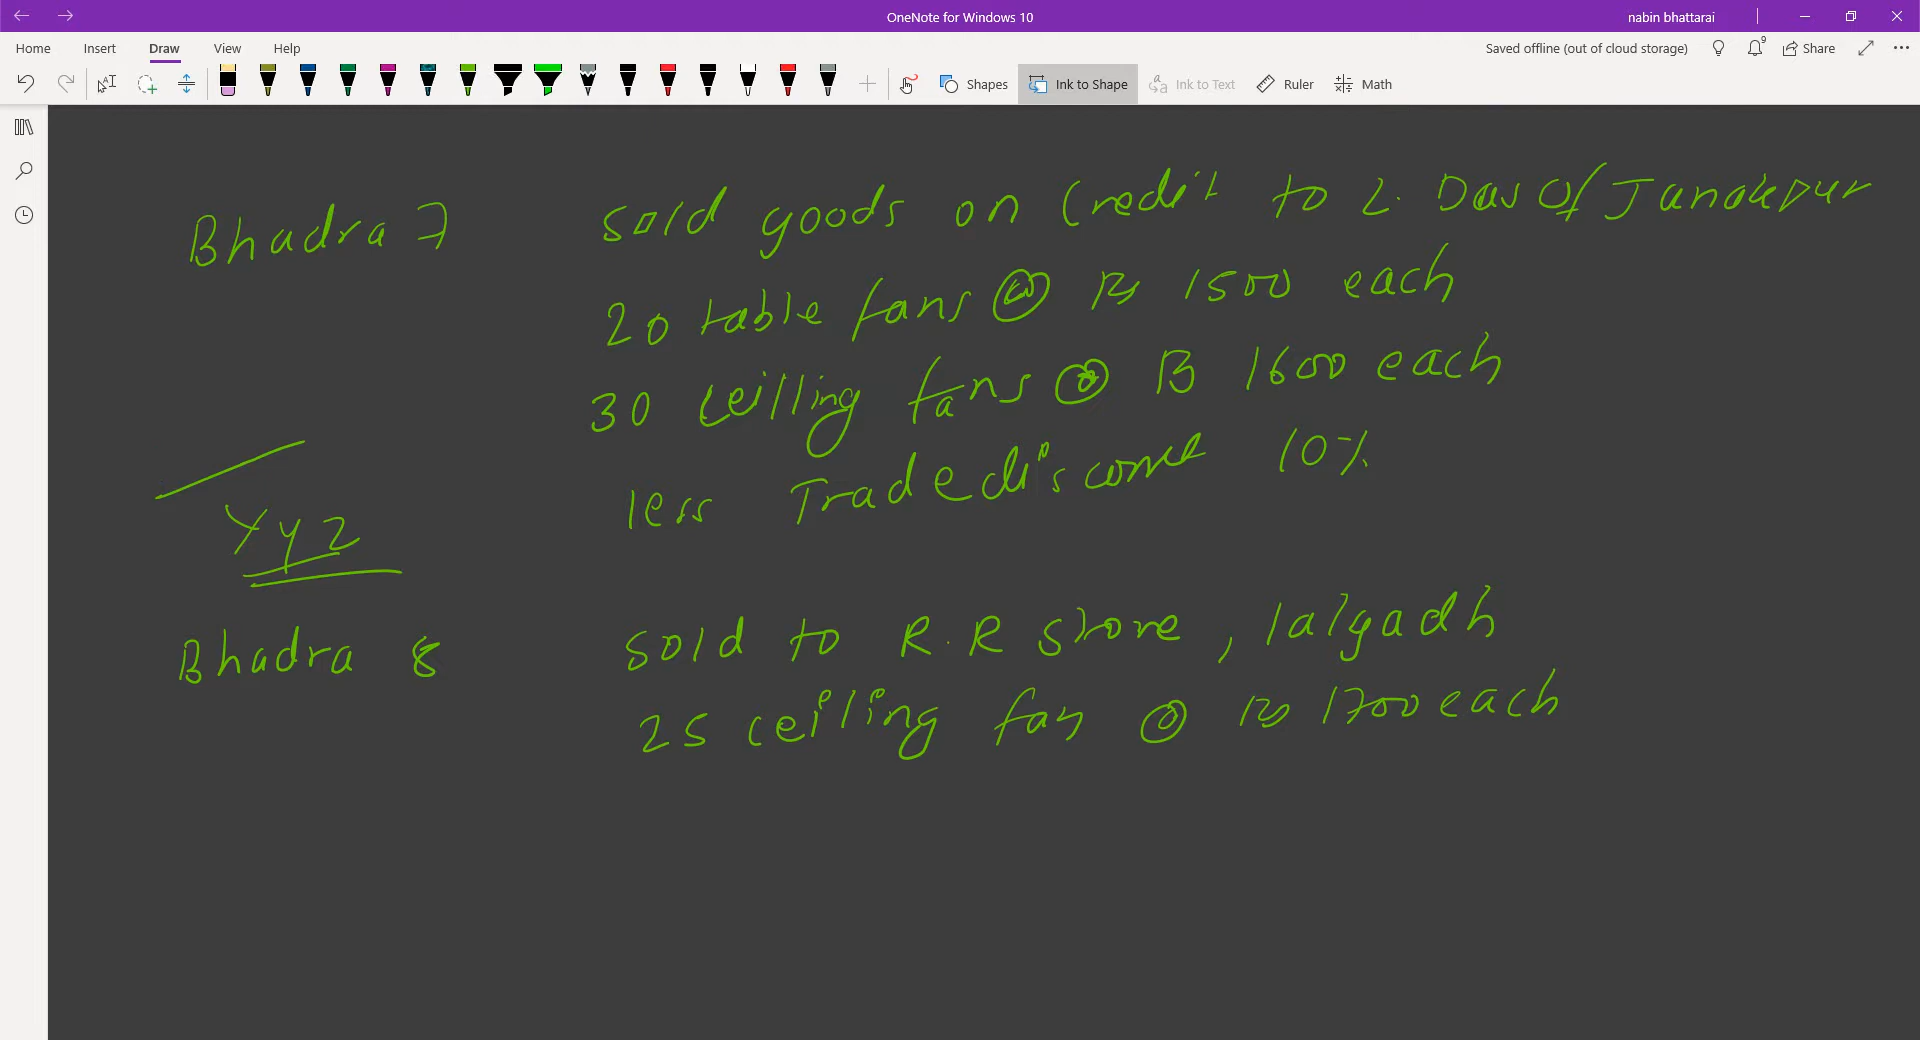 OneNote for Windows 10
nabin bhattarai
Home Insert Draw View Help
Saved offline (out of cloud storage)
9
Share
Shapes
Ink to Shape
Ink to Text
Ruler
Math
Bhadra 7 sold goods on Credit to L. Das Of Janakpur
20 table fans @ Rs 1500 each
30 Ceilling fans @ Rs 1600 each
less Trade discount 10%
Xyz
Bhadra 8 sold to R.R store, lalgadh
25 ceiling fan @ Rs 1700 each